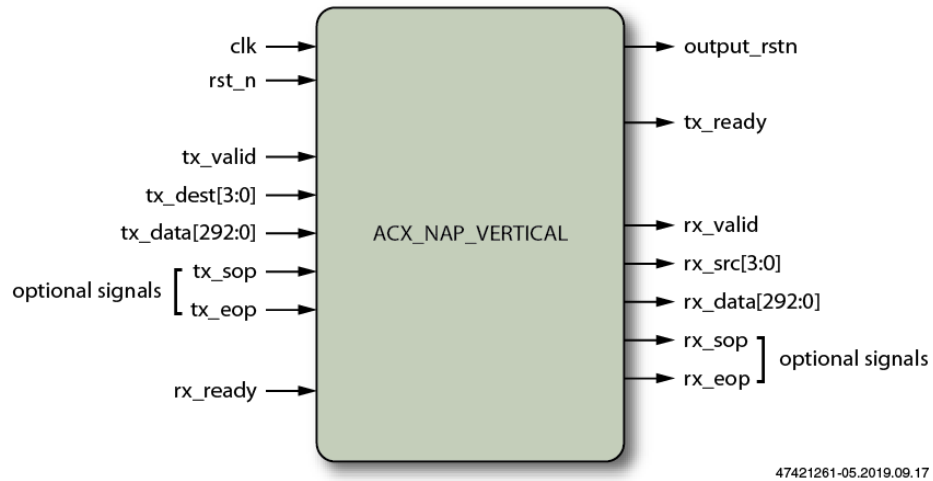 clk
output_rstn
rst_n
tx_ready
tx_valid
tx_dest[3:0]
tx_data[292:0]
ACX_NAP_VERTICAL
rx_valid
rx_src[3:0]
rx_data[292:0]
optional signals
tx_sop
tx_eop
rx_sop
rx_eop
optional signals
rx_ready
47421261-05.2019.09.17